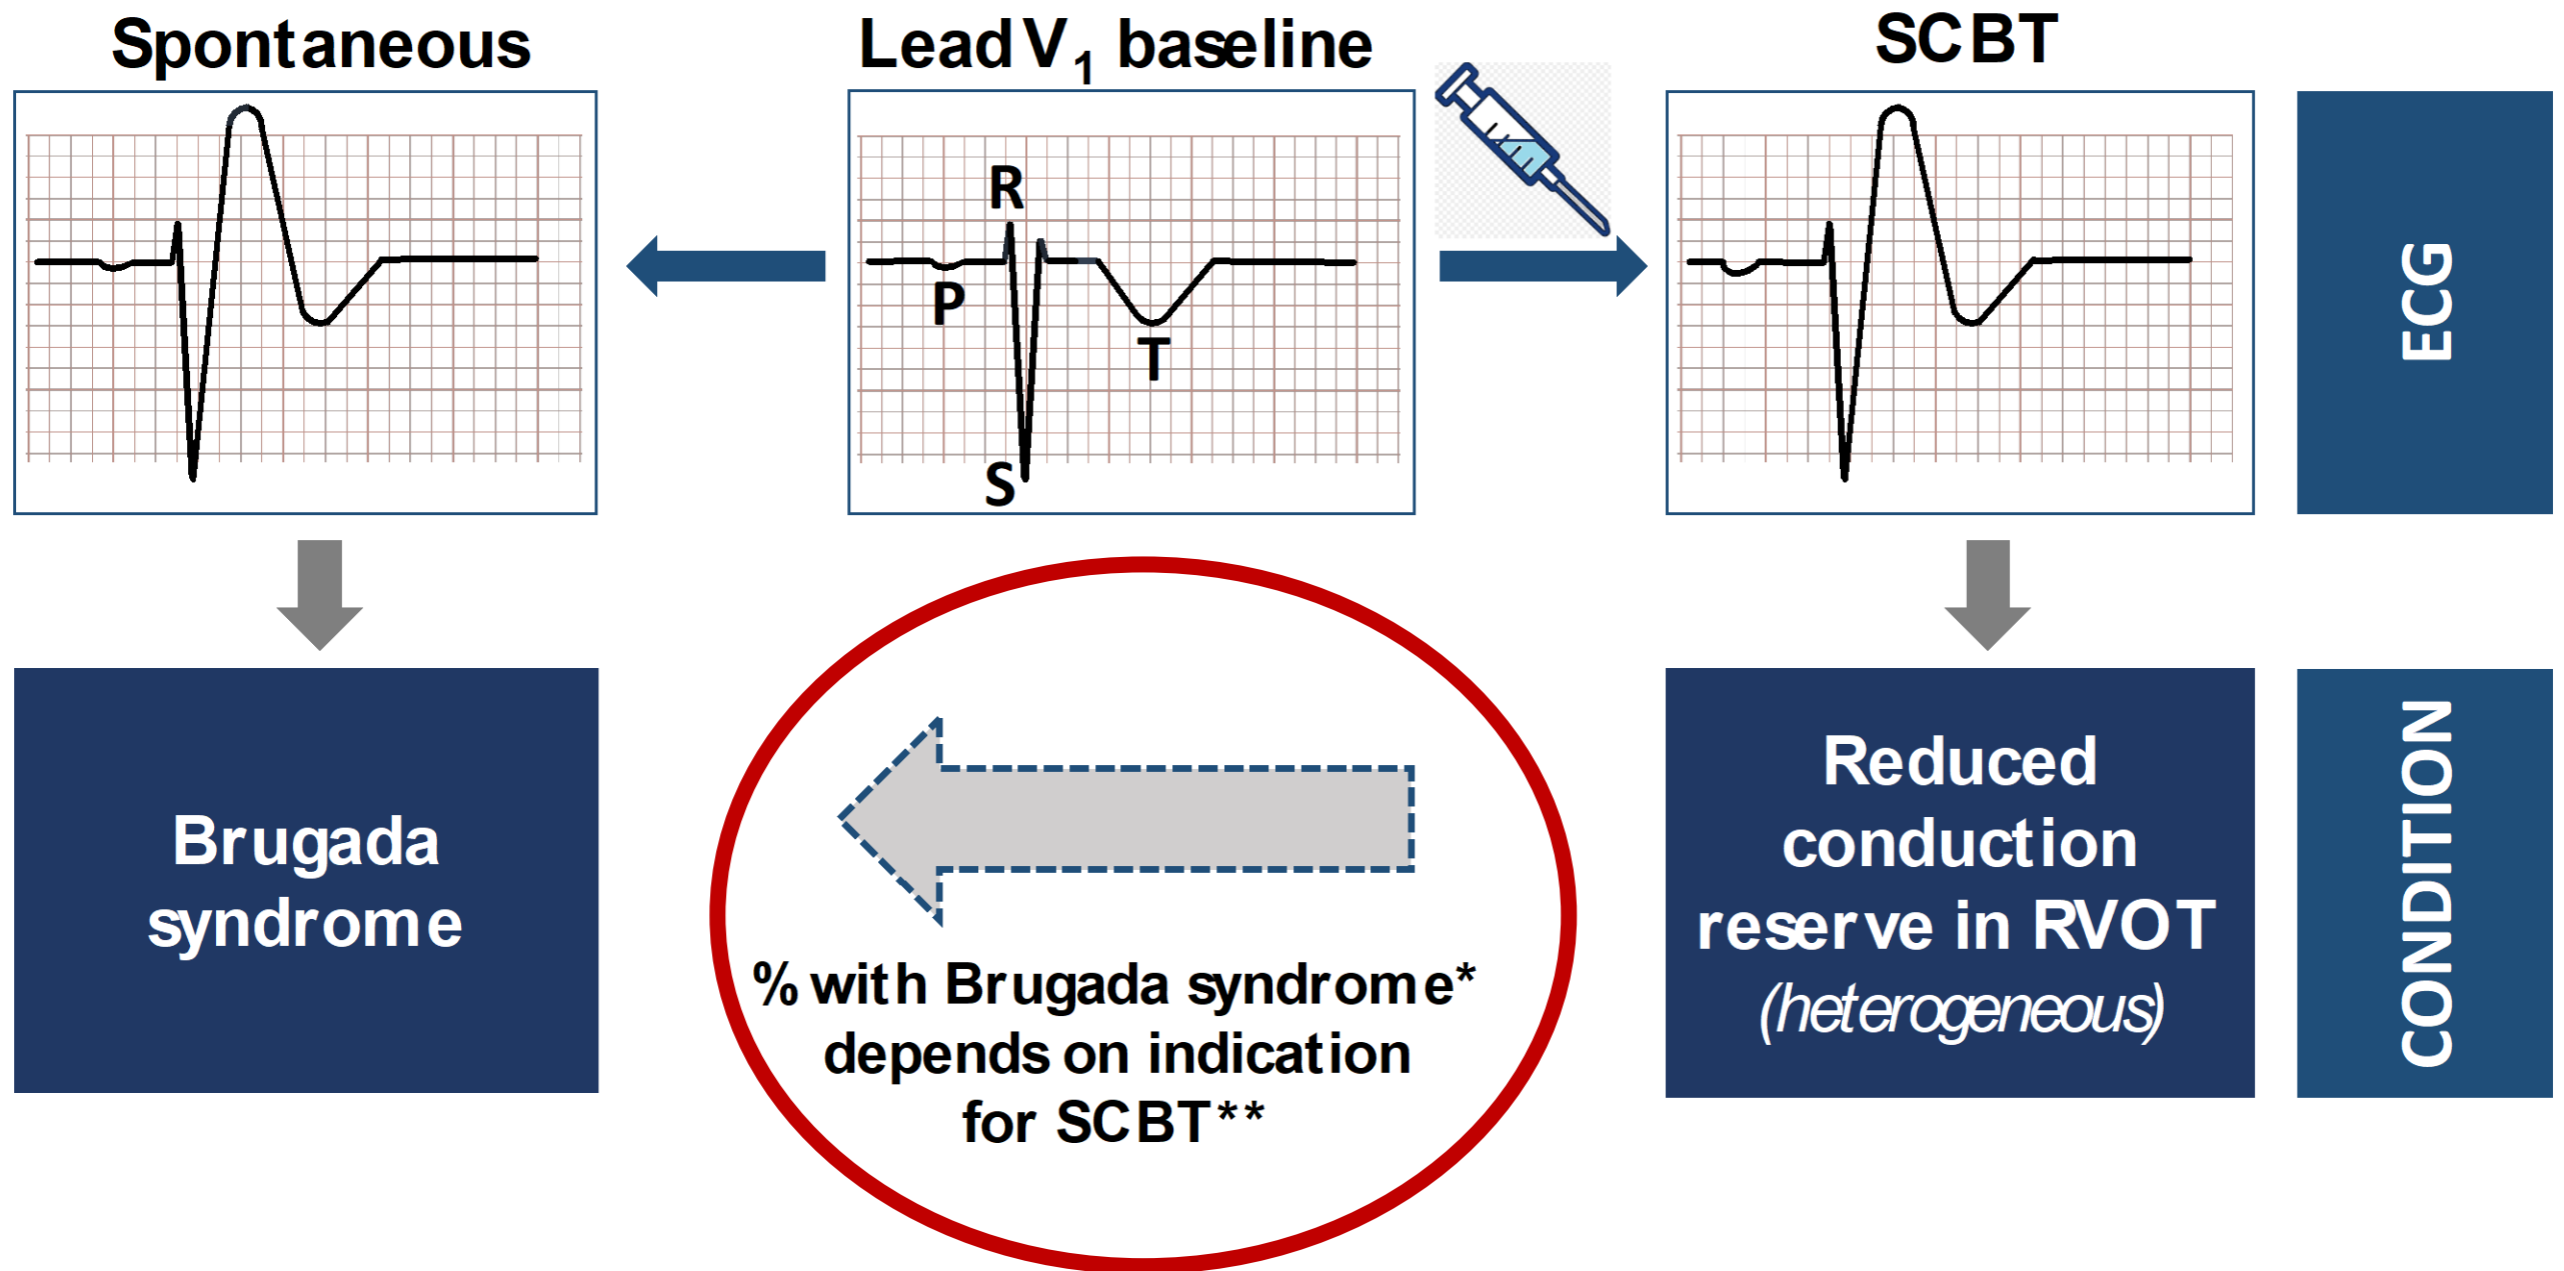 Spontaneous
Lead V1 baseline
SCBT
R
P
T
S
ECG
Brugada
syndrome
% with Brugada syndrome*
depends on indication
for SCBT**
Reduced
conduction
reserve in RVOT
(heterogeneous)
CONDITION